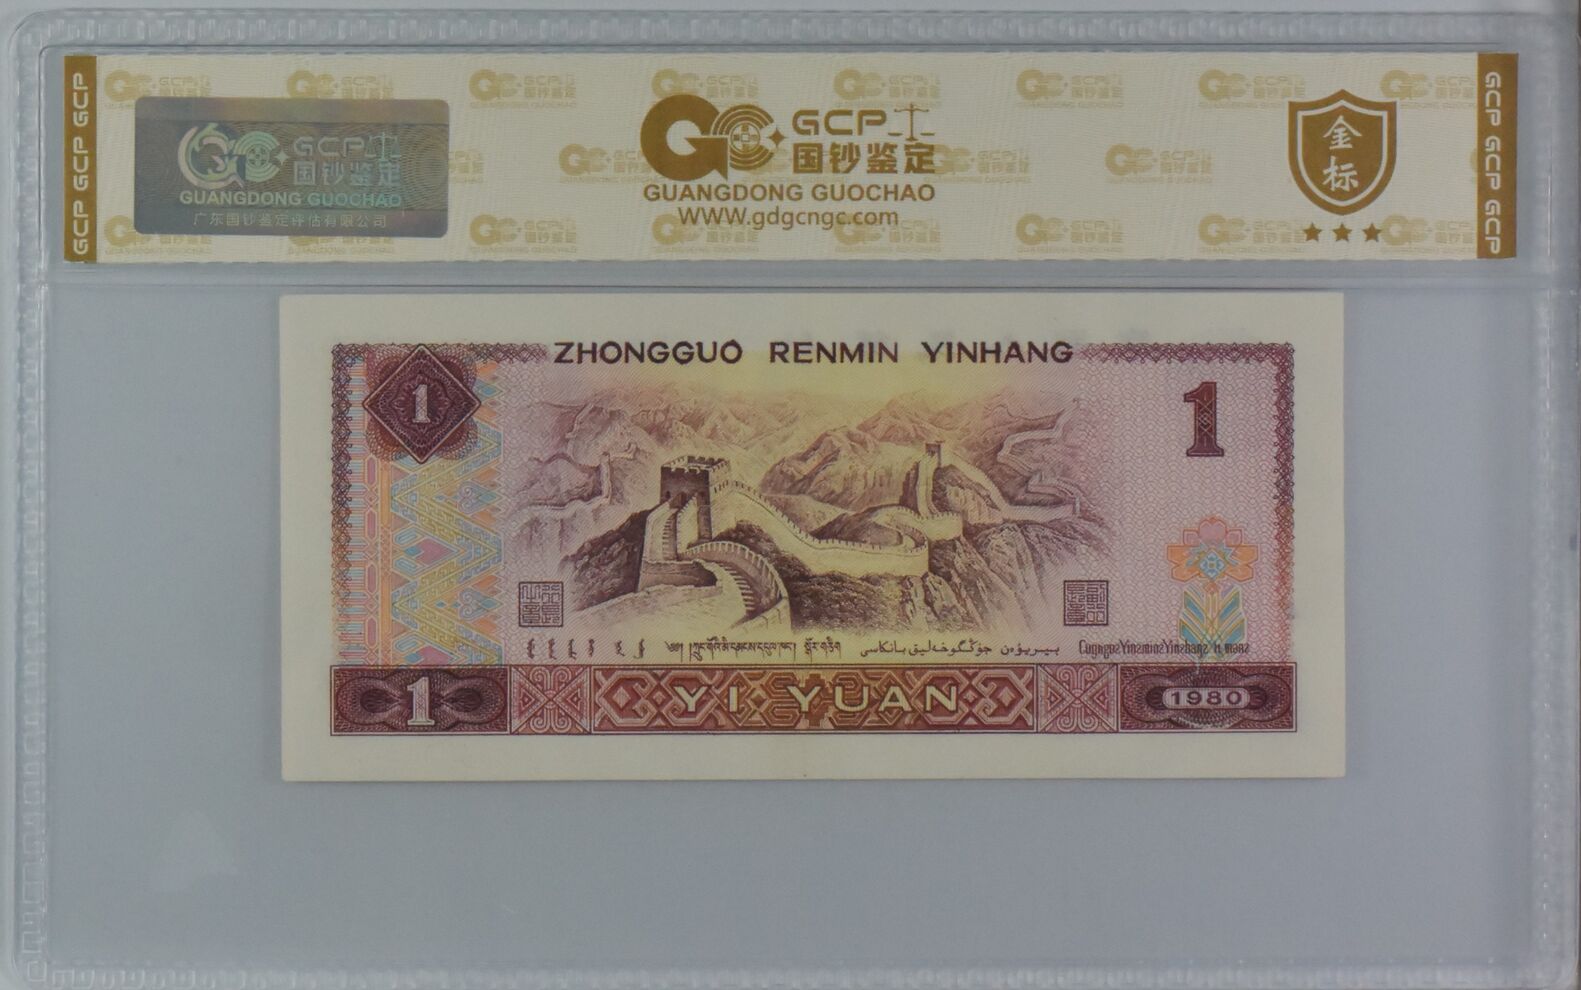 GCP GCP GCP
GCP
国钞鉴定
GUANGDONG GUOCHAO
广东国钞鉴定评估有限公司
GCP
国钞鉴定
GUANGDONG GUOCHAO
WWW.gdgcngc.com
金
标
GCP GCP GCP
ZHONGGUO RENMIN YINHANG
1
1
1
YI YUAN
1980